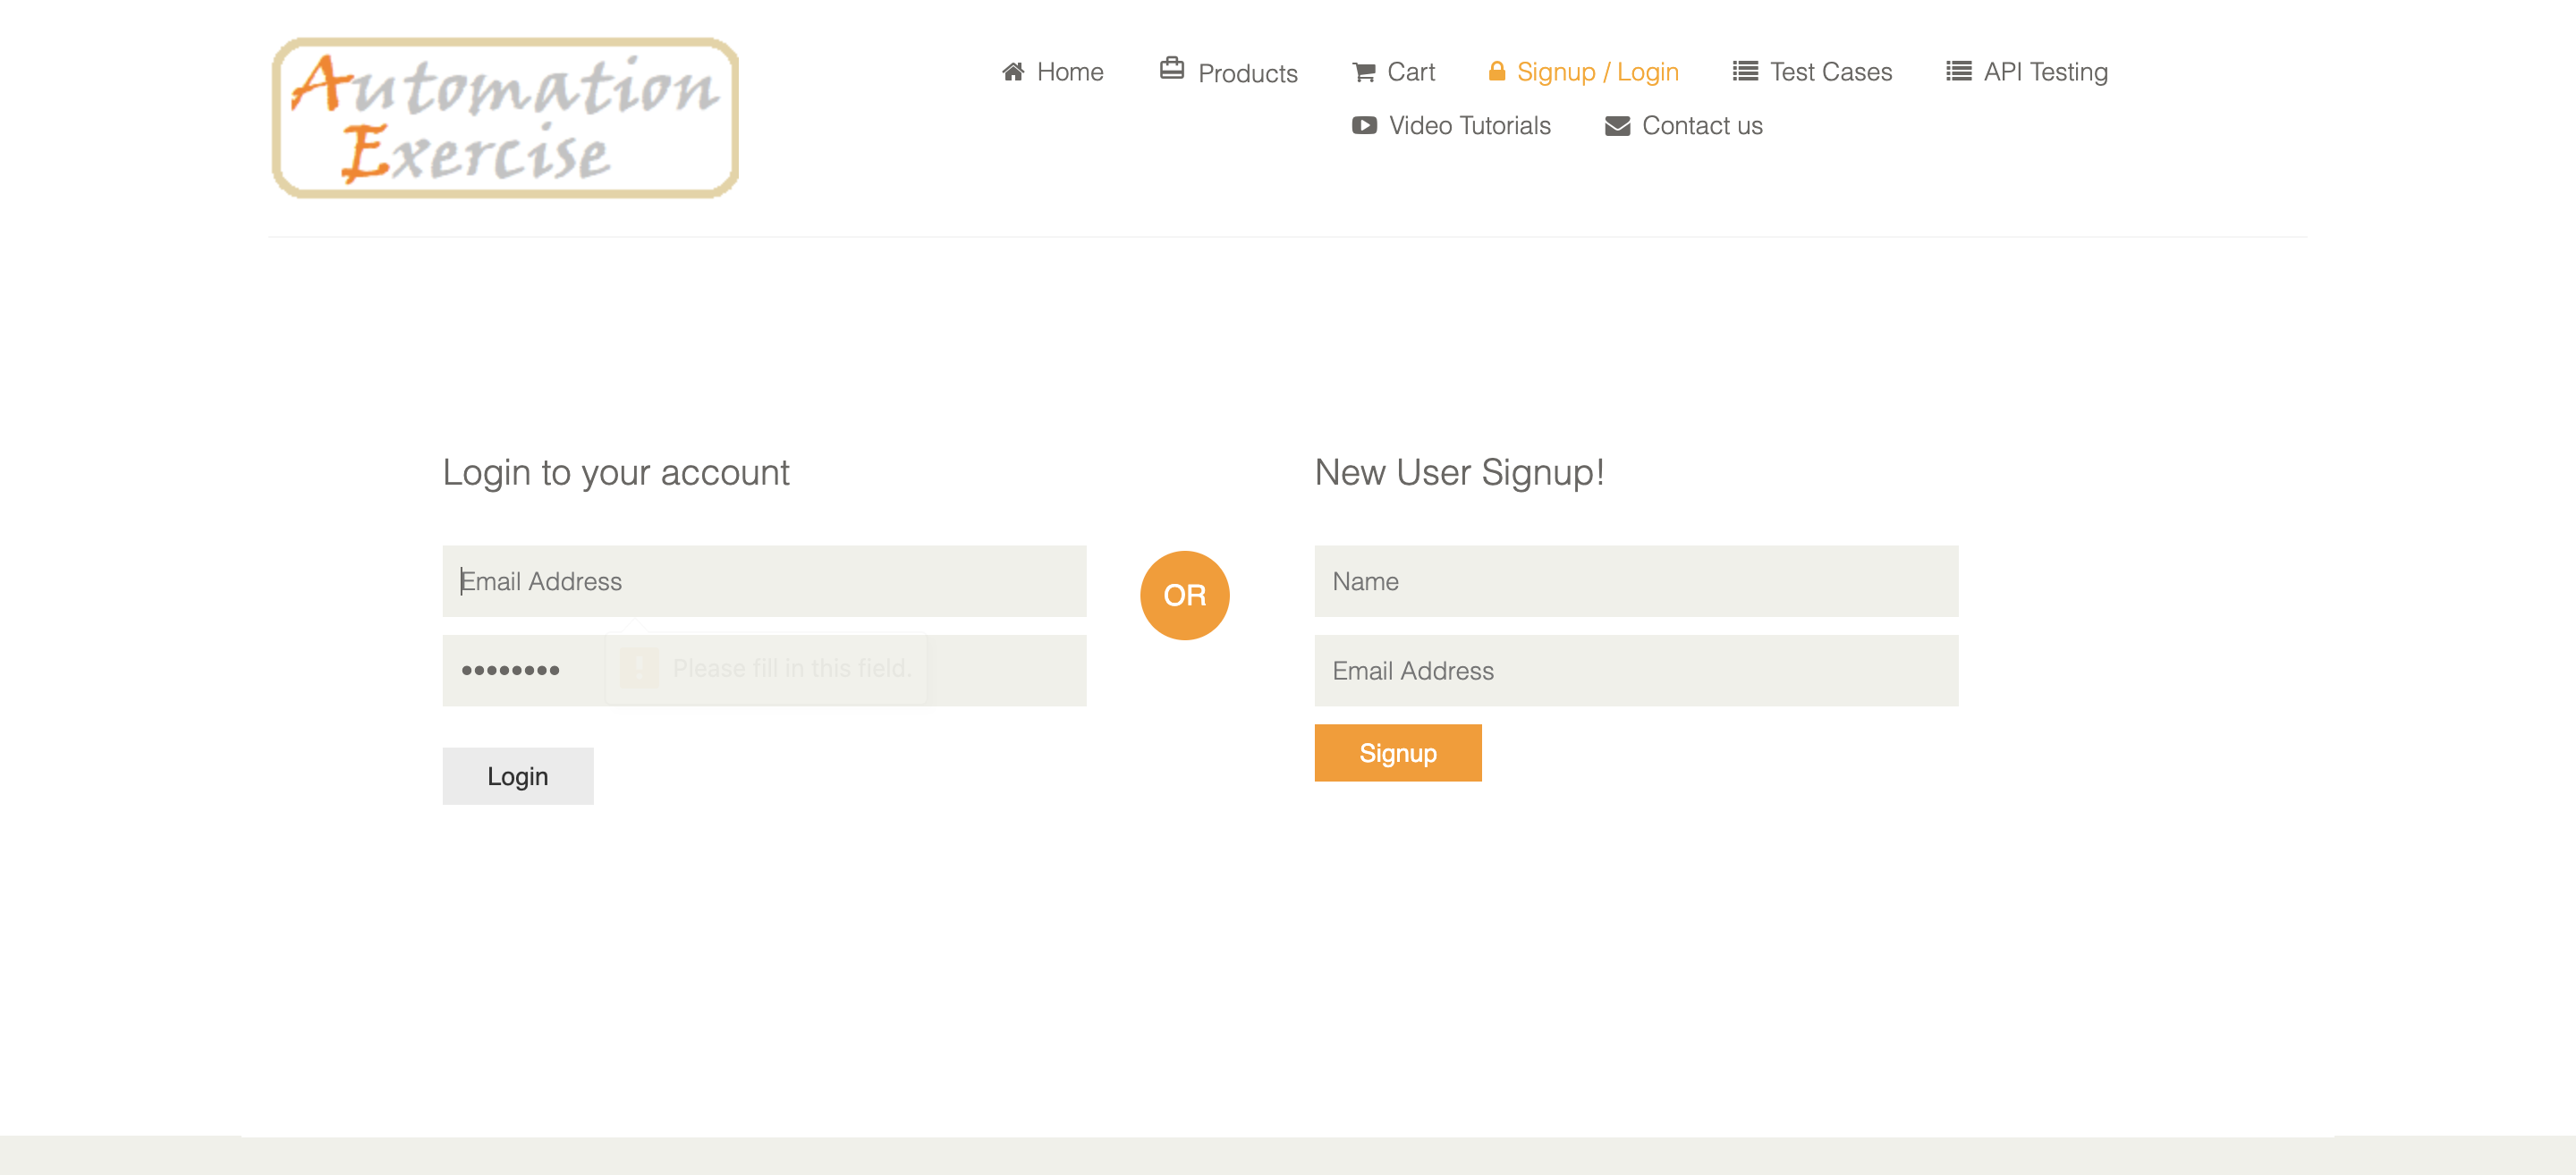 Automation
Exercise
Home
Products
Cart
Signup / Login
Test Cases
API Testing
Video Tutorials
Contact us
Login to your account
Email Address
••••••••
Please fill in this field.
Login
OR
New User Signup!
Name
Email Address
Signup